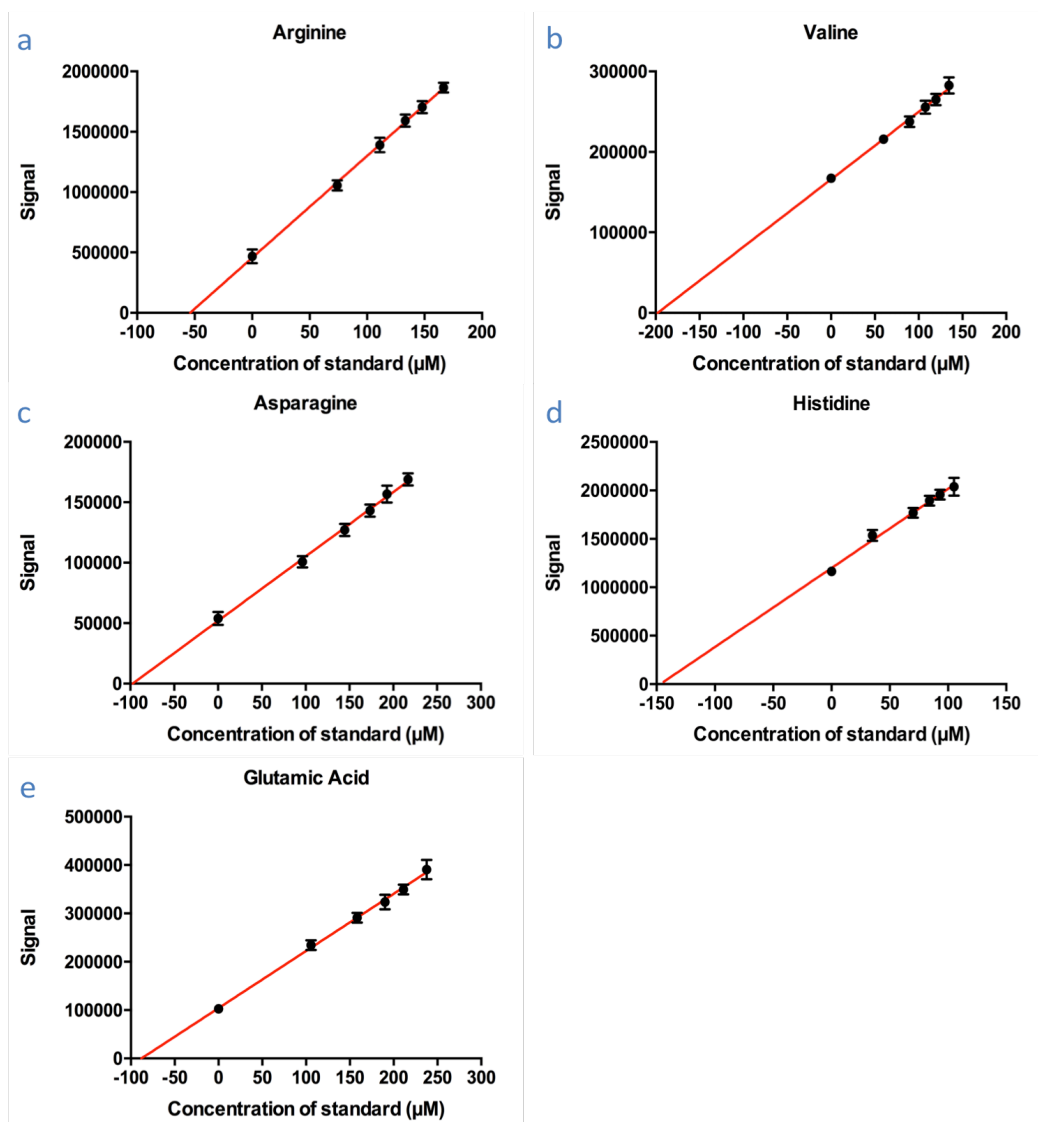 a
Arginine
2000000
1500000
1000000
500000
0
Signal
-100 -50 0 50 100 150 200
Concentration of standard (µM)
b
Valine
300000
200000
100000
0
Signal
-200 -150 -100 -50 0 50 100 150 200
Concentration of standard (µM)
c
Asparagine
200000
150000
100000
50000
0
Signal
-100 -50 0 50 100 150 200 250 300
Concentration of standard (µM)
d
Histidine
2500000
2000000
1500000
1000000
500000
0
Signal
-150 -100 -50 0 50 100 150
Concentration of standard (µM)
e
Glutamic Acid
500000
400000
300000
200000
100000
0
Signal
-100 -50 0 50 100 150 200 250 300
Concentration of standard (µM)